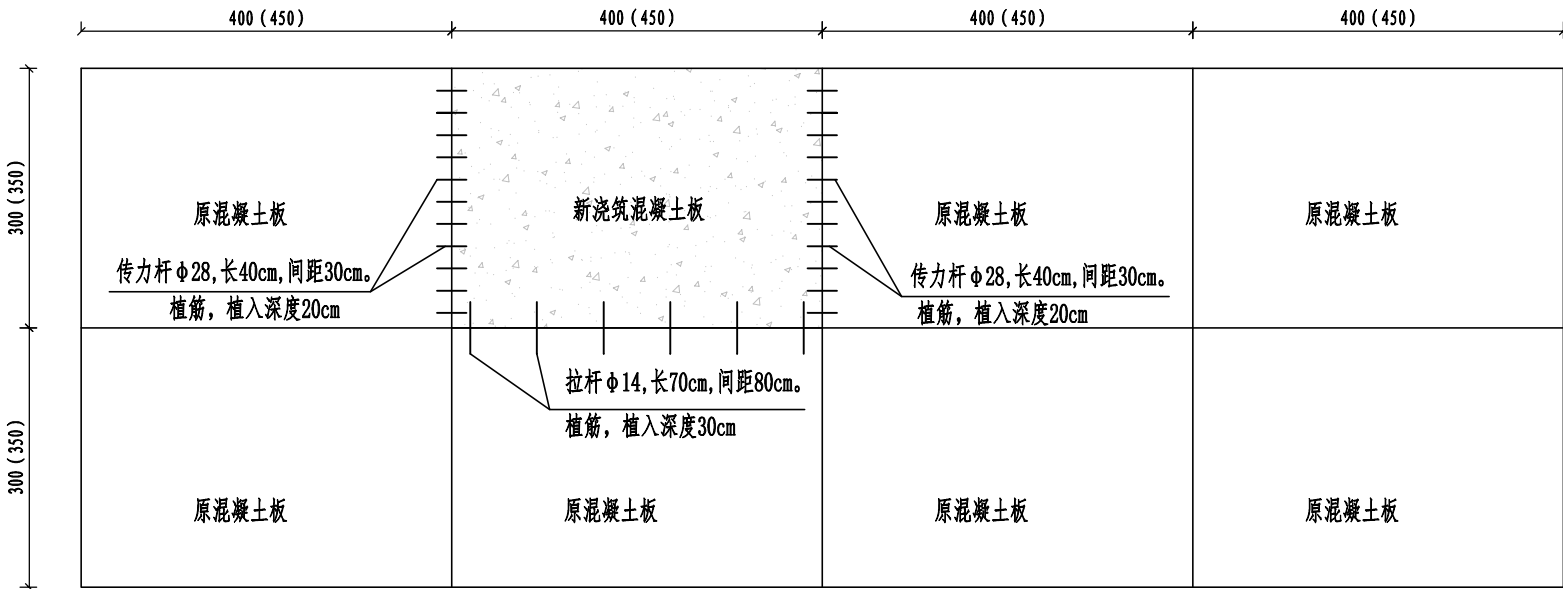 400（450）
400（450）
400（450）
400（450）
300（350）
原混凝土板
新浇筑混凝土板
原混凝土板
原混凝土板
传力杆φ28,长40cm,间距30cm。
植筋，植入深度20cm
传力杆φ28,长40cm,间距30cm。
植筋，植入深度20cm
拉杆φ14,长70cm,间距80cm。
植筋，植入深度30cm
300（350）
原混凝土板
原混凝土板
原混凝土板
原混凝土板